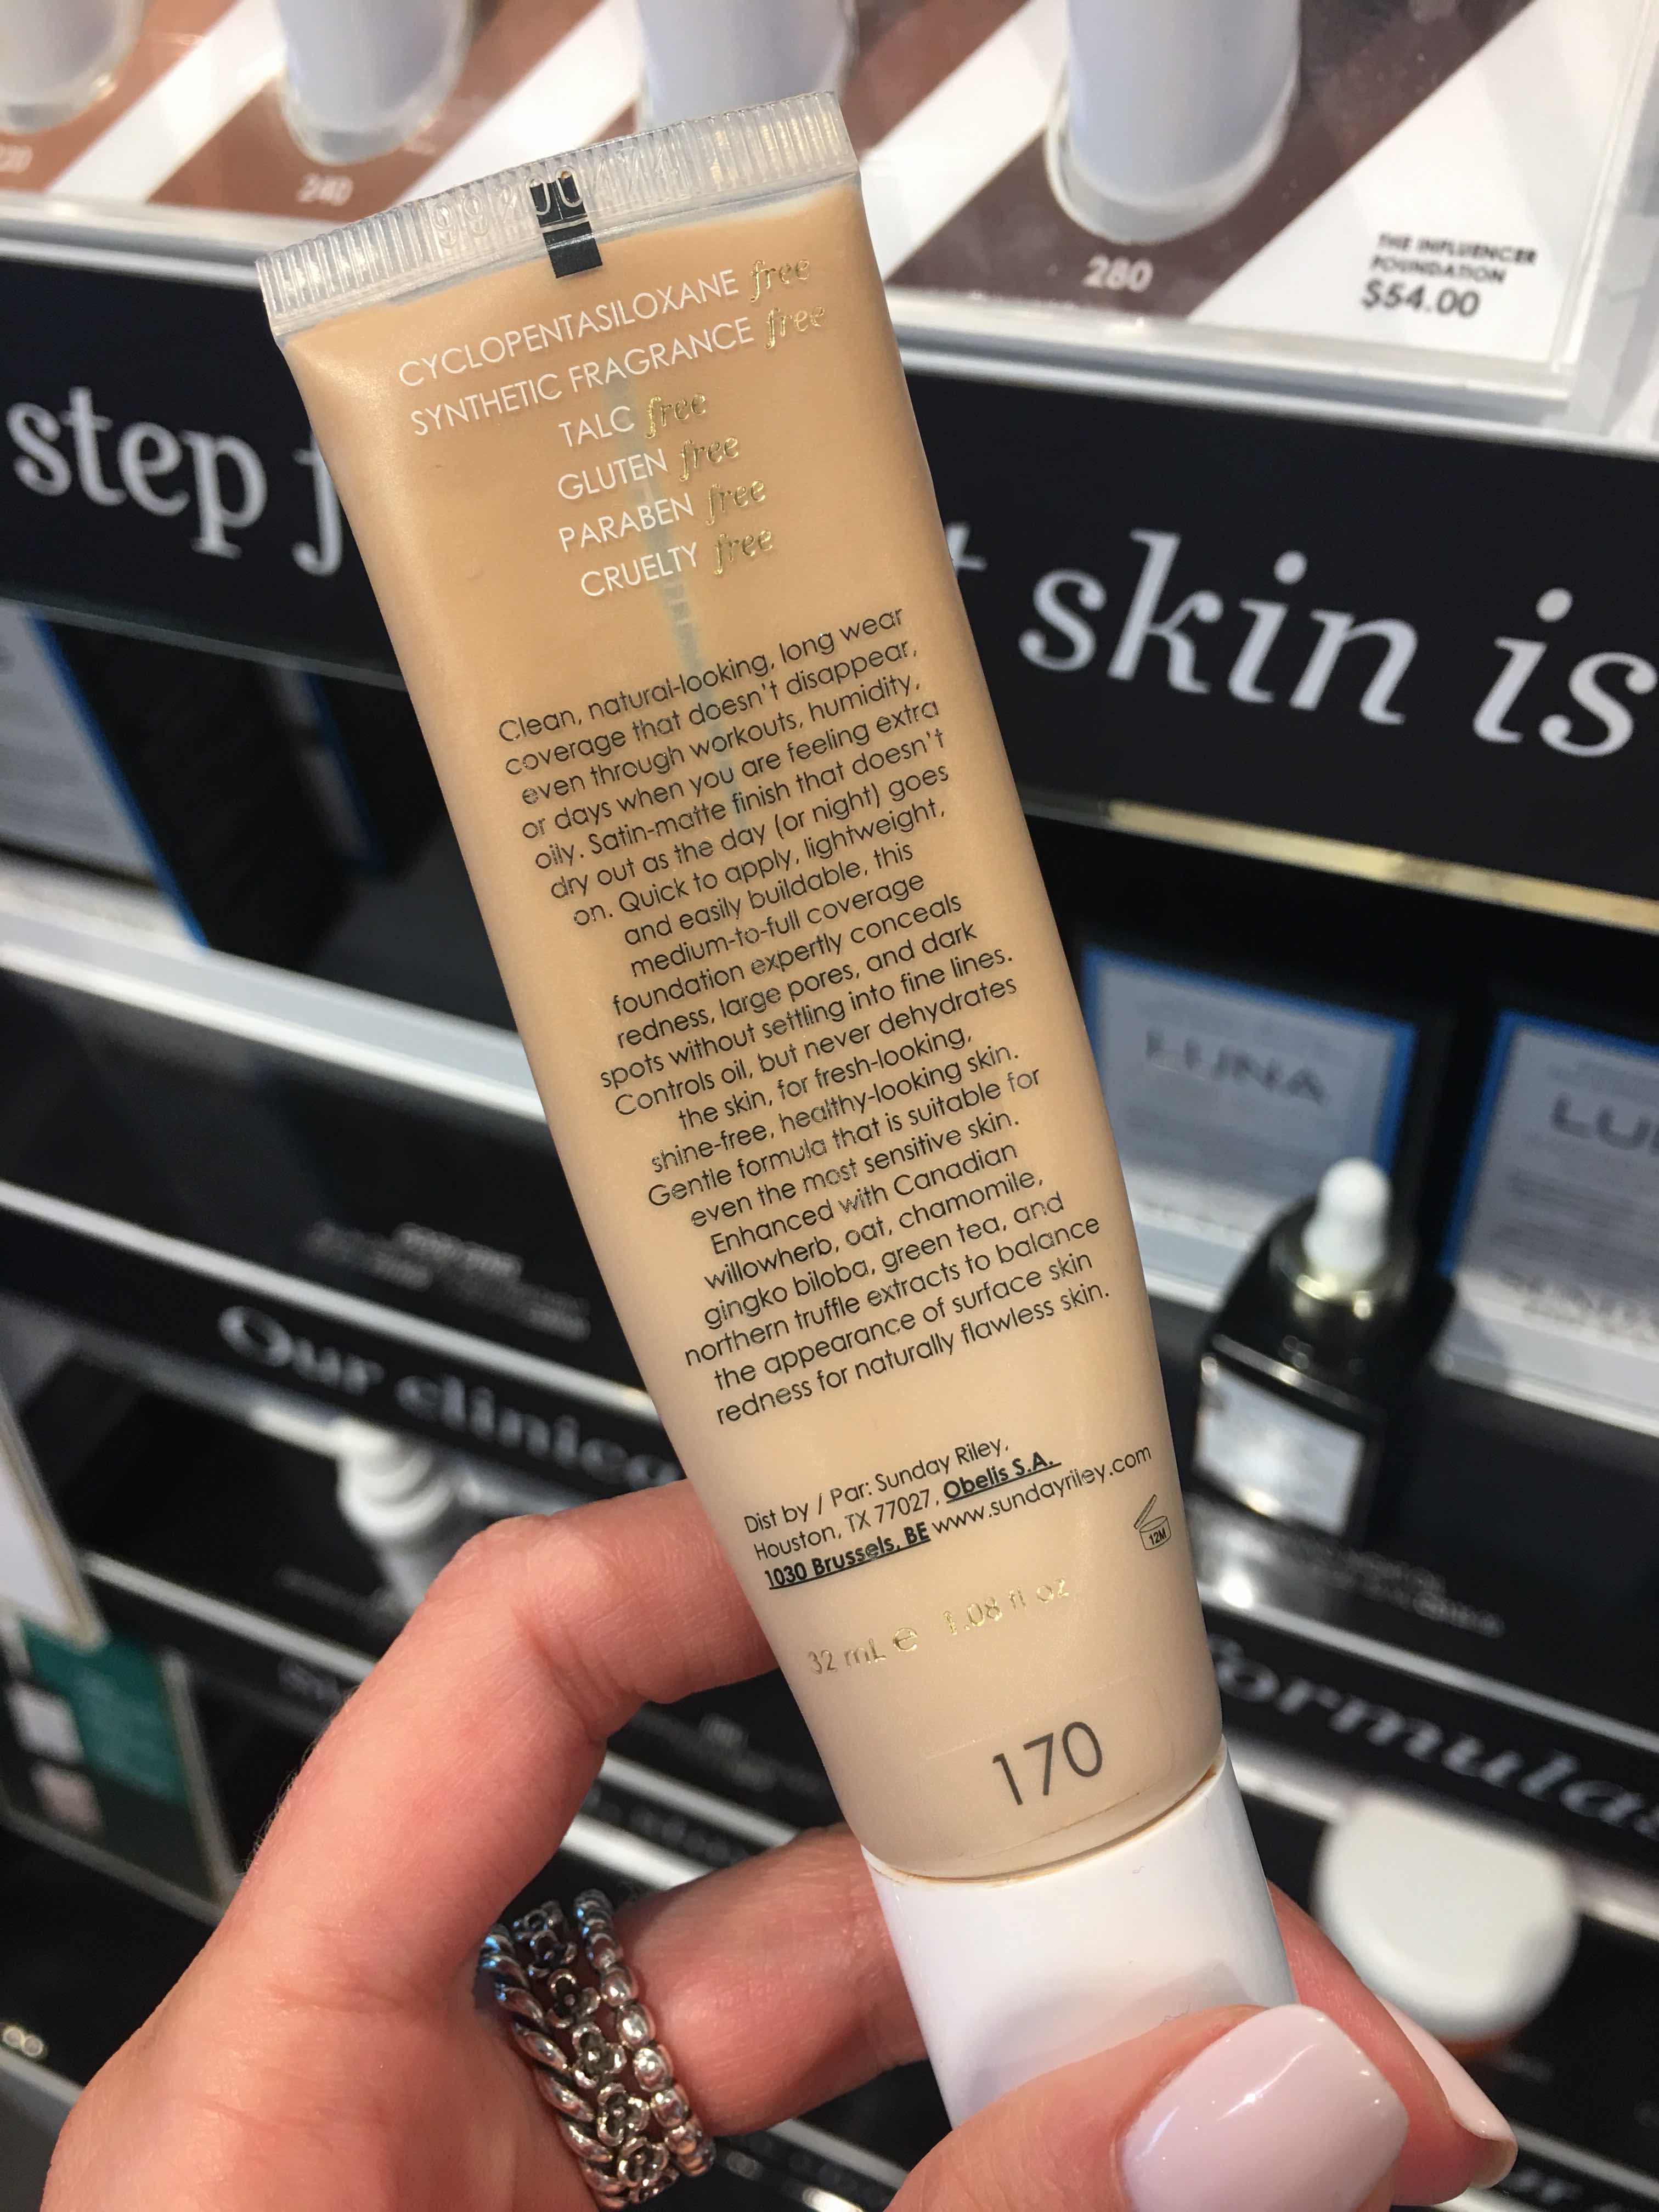 220
240
280
THE INFLUENCER
FOUNDATION
$54.00
step
skin is
CYCLOPENTASILOXANE free
SYNTHETIC FRAGRANCE free
TALC free
GLUTEN free
PARABEN free
CRUELTY free
Clean, natural-looking, long wear
coverage that doesn't disappear,
even through workouts, humidity,
or days when you are feeling extra
oily. Satin-matte finish that doesn't
dry out as the day (or night) goes
on. Quick to apply, lightweight,
and easily buildable, this
medium-to-full coverage
foundation expertly conceals
redness, large pores, and dark
spots without settling into fine lines.
Controls oil, but never dehydrates
the skin, for fresh-looking,
shine-free, healthy-looking skin.
Gentle formula that is suitable for
even the most sensitive skin.
Enhanced with Canadian
willowherb, oat, chamomile,
gingko biloba, green tea, and
northern truffle extracts to balance
the appearance of surface skin
redness for naturally flawless skin.
Dist by / Par: Sunday Riley,
Houston, TX 77027, Obelis S.A.
1030 Brussels, BE www.sundayriley.com
12M
32 mL e 1.08 fl oz
170
LUNA
Our